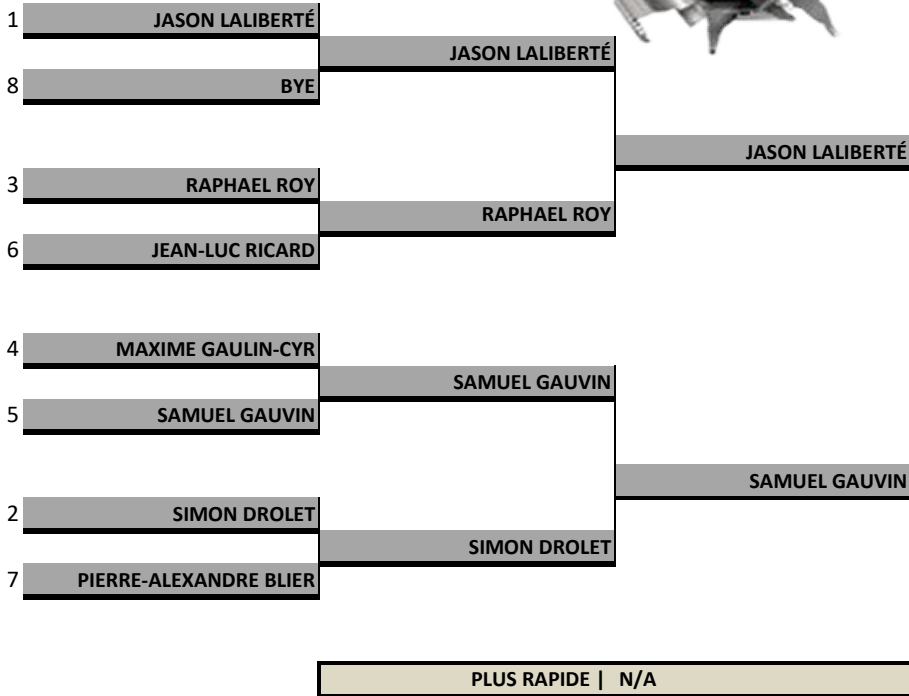 1 JASON LALIBERTÉ
JASON LALIBERTÉ
8 BYE
JASON LALIBERTÉ
3 RAPHAEL ROY
RAPHAEL ROY
6 JEAN-LUC RICARD
4 MAXIME GAULIN-CYR
SAMUEL GAUVIN
5 SAMUEL GAUVIN
SAMUEL GAUVIN
2 SIMON DROLET
SIMON DROLET
7 PIERRE-ALEXANDRE BLIER
PLUS RAPIDE | N/A